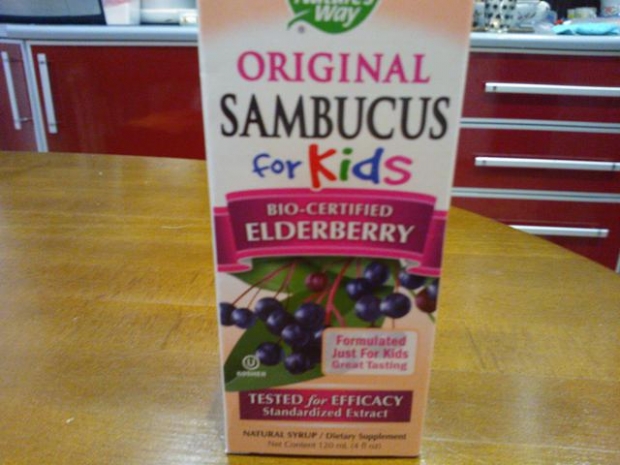 Nature's
Way
®
ORIGINAL
SAMBUCUS
for Kids
BIO-CERTIFIED
ELDERBERRY
Formulated
Just For Kids
Great Tasting
U
KOSHER
TESTED for EFFICACY
Standardized Extract
NATURAL SYRUP / Dietary Supplement
Net Content 120 mL (4 fl oz)